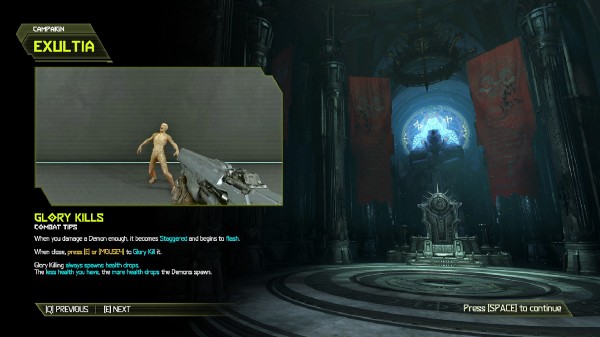 CAMPAIGN
EXULTIA
GLORY KILLS
COMBAT TIPS
When you damage a Demon enough, it becomes Staggered and begins to flash.
When close, press [E] or [MOUSE4] to Glory Kill it.
Glory Killing always spawns health drops.
The less health you have, the more health drops the Demons spawn.
[Q] PREVIOUS | [E] NEXT
Press [SPACE] to continue